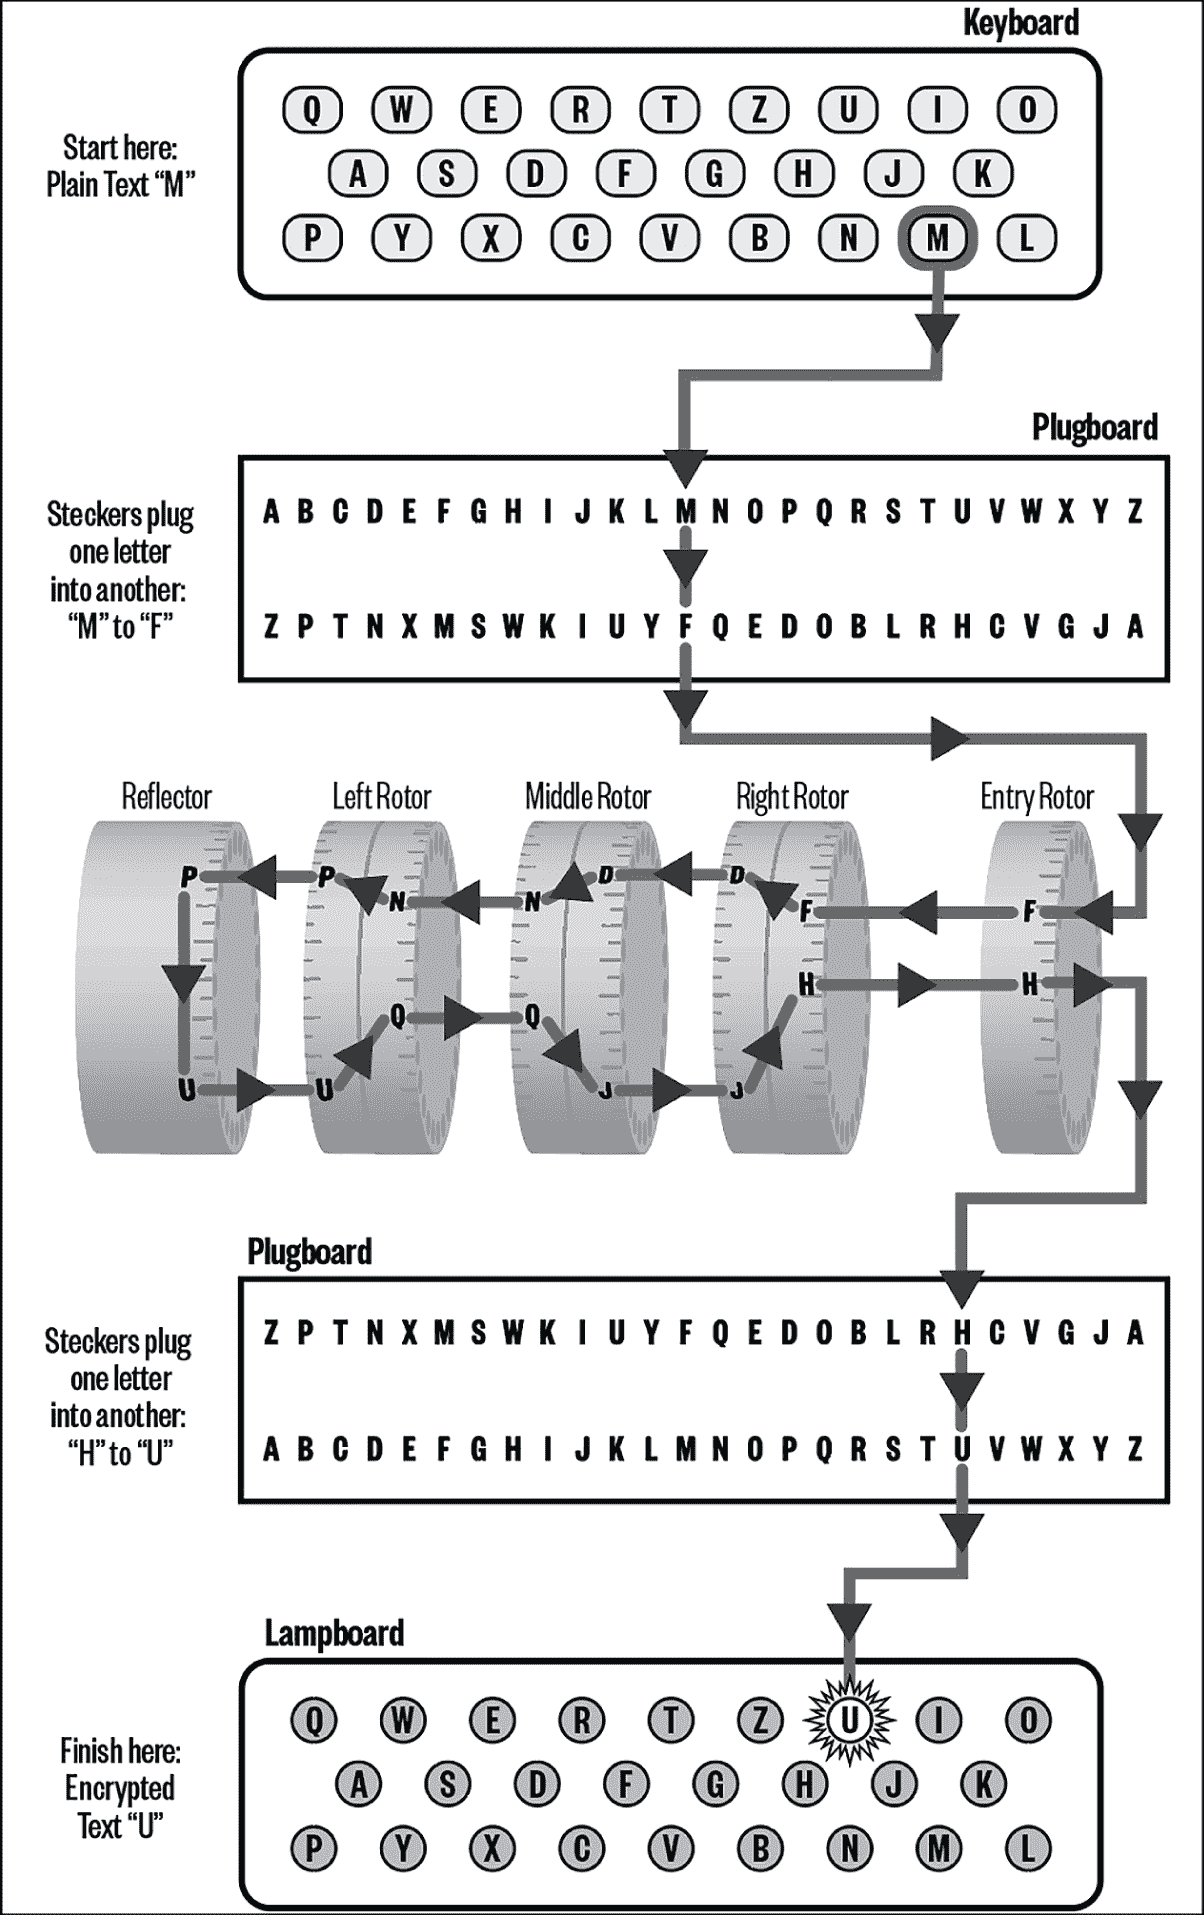 Keyboard
Q W E R T Z U I O
Start here:
Plain Text “M”
A S D F G H J K
P Y X C V B N M L
Plugboard
A B C D E F G H I J K L M N O P Q R S T U V W X Y Z
Steckers plug
one letter
into another:
“M” to “F”
Z P T N X M S W K I U Y F Q E D O B L R H C V G J A
Reflector Left Rotor Middle Rotor Right Rotor Entry Rotor
P P N N D D F F
U U Q Q J J H H
Plugboard
Z P T N X M S W K I U Y F Q E D O B L R H C V G J A
Steckers plug
one letter
into another:
“H” to “U”
A B C D E F G H I J K L M N O P Q R S T U V W X Y Z
Lampboard
Q W E R T Z U I O
Finish here:
Encrypted
Text “U”
A S D F G H J K
P Y X C V B N M L